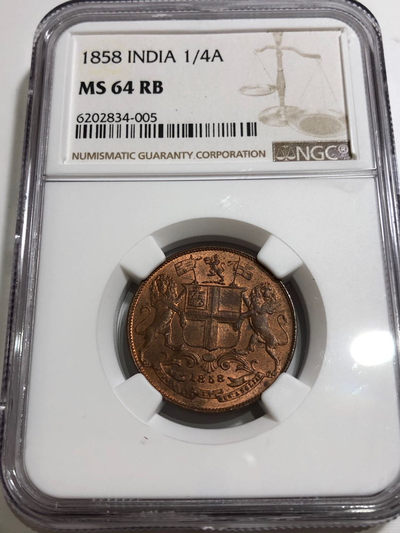 1858 INDIA 1/4A
MS 64 RB
6202834-005
NUMISMATIC GUARANTY CORPORATION
NGC®
1858